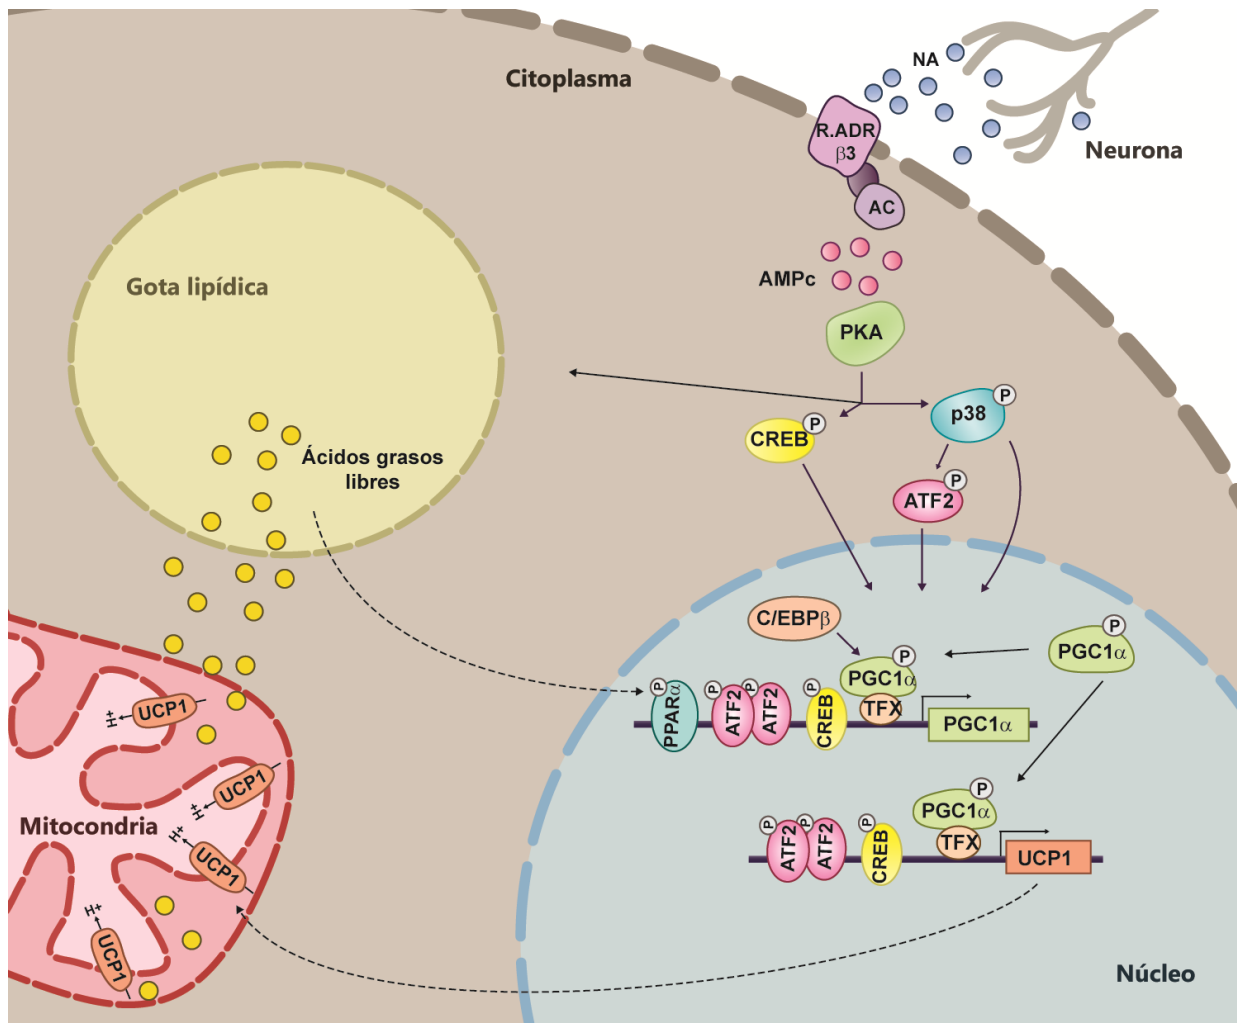 NA
Citoplasma
R.ADR
β3
Neurona
AC
AMPc
Gota lipídica
PKA
P
p38
P
CREB
Ácidos grasos
libres
P
ATF2
C/EBPβ
P
PGC1α
P
PGC1α
P
PPARα
P
ATF2
P
ATF2
P
CREB
TFX
PGC1α
UCP1
H+
UCP1
H+
Mitocondria
H+
UCP1
H+
UCP1
P
PGC1α
P
ATF2
P
ATF2
P
CREB
TFX
UCP1
Núcleo